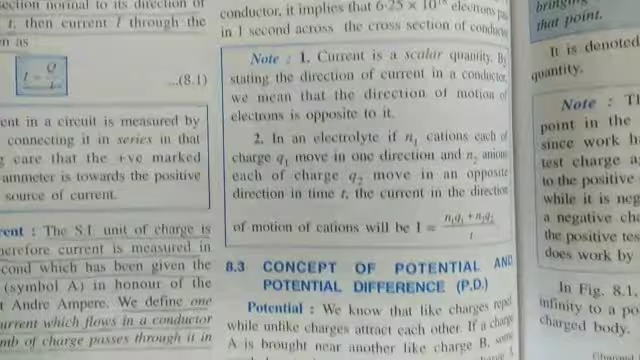 section normal to its direction of
t, then current I through the
n as
I = Q/t ...(8.1)
ent in a circuit is measured by
connecting it in series in that
g care that the +ve marked
ammeter is towards the positive
source of current.
rent : The S.I. unit of charge is
herefore current is measured in
cond which has been given the
(symbol A) in honour of the
t Andre Ampere. We define one
urrent which flows in a conductor
mb of charge passes through it in
conductor, it implies that 6·25 × 10¹⁸ electrons
in 1 second across the cross section of conductor
Note : 1. Current is a scalar quantity. By
stating the direction of current in a conductor,
we mean that the direction of motion of
electrons is opposite to it.
2. In an electrolyte if n₁ cations each of
charge q₁ move in one direction and n₂ anions
each of charge q₂ move in an opposite
direction in time t, the current in the direction
of motion of cations will be I = (n₁q₁ + n₂q₂)/t
8.3 CONCEPT OF POTENTIAL AND
POTENTIAL DIFFERENCE (P.D.)
Potential : We know that like charges repel
while unlike charges attract each other. If a charge
A is brought near another like charge B, some
bringing
that point.
It is denoted
quantity.
Note : Th
point in the
since work ha
test charge a
to the positive
while it is neg
a negative cha
the positive tes
does work by
In Fig. 8.1,
infinity to a po
charged body.